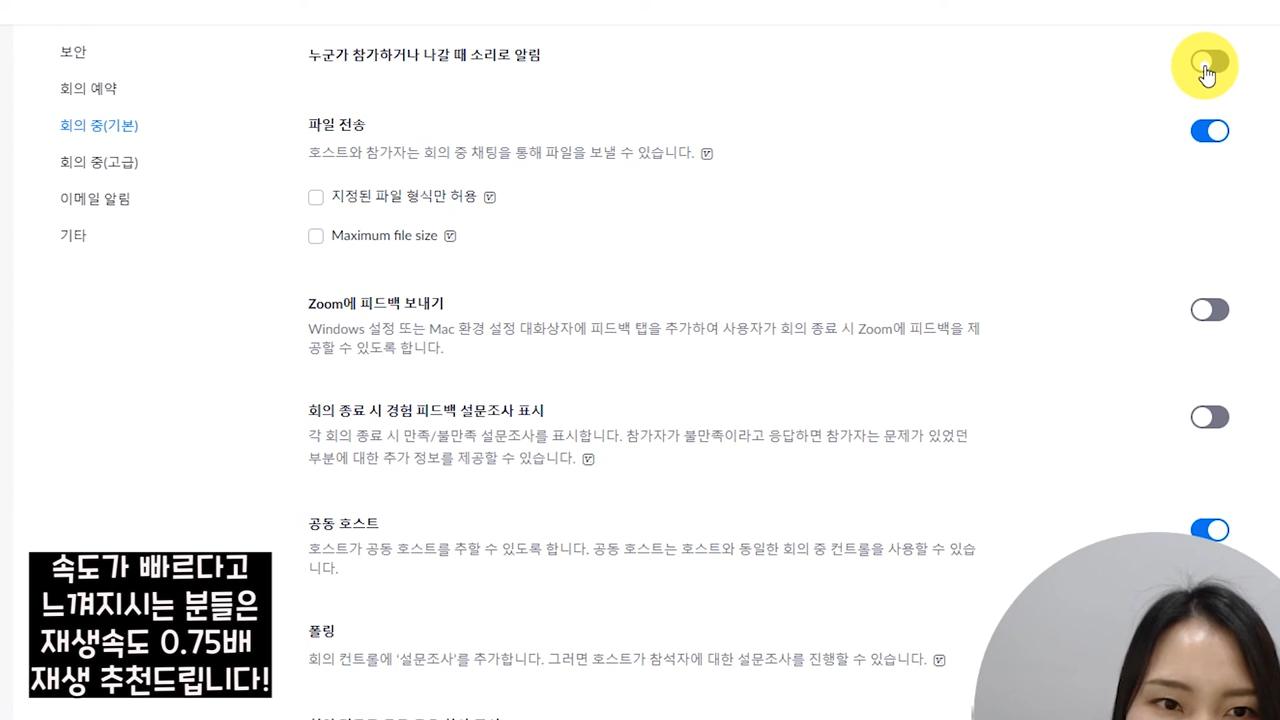 보안
회의 예약
회의 중(기본)
회의 중(고급)
이메일 알림
기타
누군가 참가하거나 나갈 때 소리로 알림
파일 전송
호스트와 참가자는 회의 중 채팅을 통해 파일을 보낼 수 있습니다.
지정된 파일 형식만 허용
Maximum file size
Zoom에 피드백 보내기
Windows 설정 또는 Mac 환경 설정 대화상자에 피드백 탭을 추가하여 사용자가 회의 종료 시 Zoom에 피드백을 제
공할 수 있도록 합니다.
회의 종료 시 경험 피드백 설문조사 표시
각 회의 종료 시 만족/불만족 설문조사를 표시합니다. 참가자가 불만족이라고 응답하면 참가자는 문제가 있었던
부분에 대한 추가 정보를 제공할 수 있습니다.
공동 호스트
호스트가 공동 호스트를 추할 수 있도록 합니다. 공동 호스트는 호스트와 동일한 회의 중 컨트롤을 사용할 수 있습
니다.
폴링
회의 컨트롤에 '설문조사'를 추가합니다. 그러면 호스트가 참석자에 대한 설문조사를 진행할 수 있습니다.
속도가 빠르다고
느껴지시는 분들은
재생속도 0.75배
재생 추천드립니다!